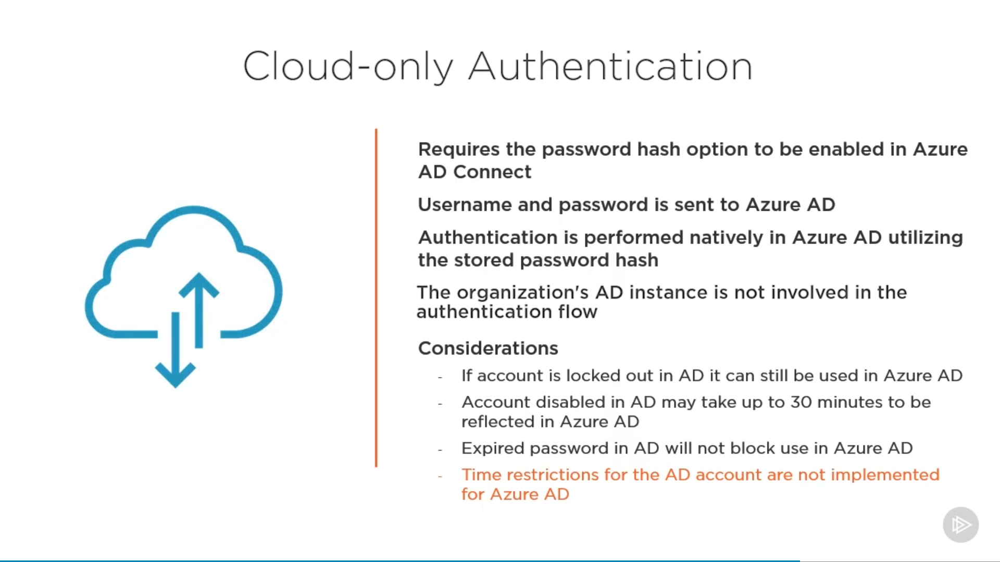 Cloud-only Authentication
Requires the password hash option to be enabled in Azure
AD Connect
Username and password is sent to Azure AD
Authentication is performed natively in Azure AD utilizing
the stored password hash
The organization's AD instance is not involved in the
authentication flow
Considerations
- If account is locked out in AD it can still be used in Azure AD
- Account disabled in AD may take up to 30 minutes to be
reflected in Azure AD
- Expired password in AD will not block use in Azure AD
- Time restrictions for the AD account are not implemented
for Azure AD